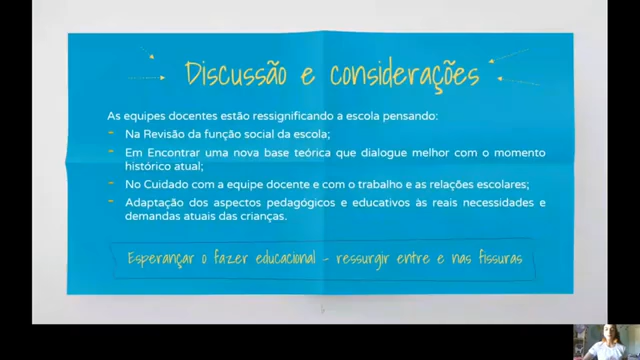 Discussão e considerações
As equipes docentes estão ressignificando a escola pensando:
Na Revisão da função social da escola;
Em Encontrar uma nova base teórica que dialogue melhor com o momento
histórico atual;
No Cuidado com a equipe docente e com o trabalho e as relações escolares;
Adaptação dos aspectos pedagógicos e educativos às reais necessidades e
demandas atuais das crianças.
Esperançar o fazer educacional - ressurgir entre e nas fissuras